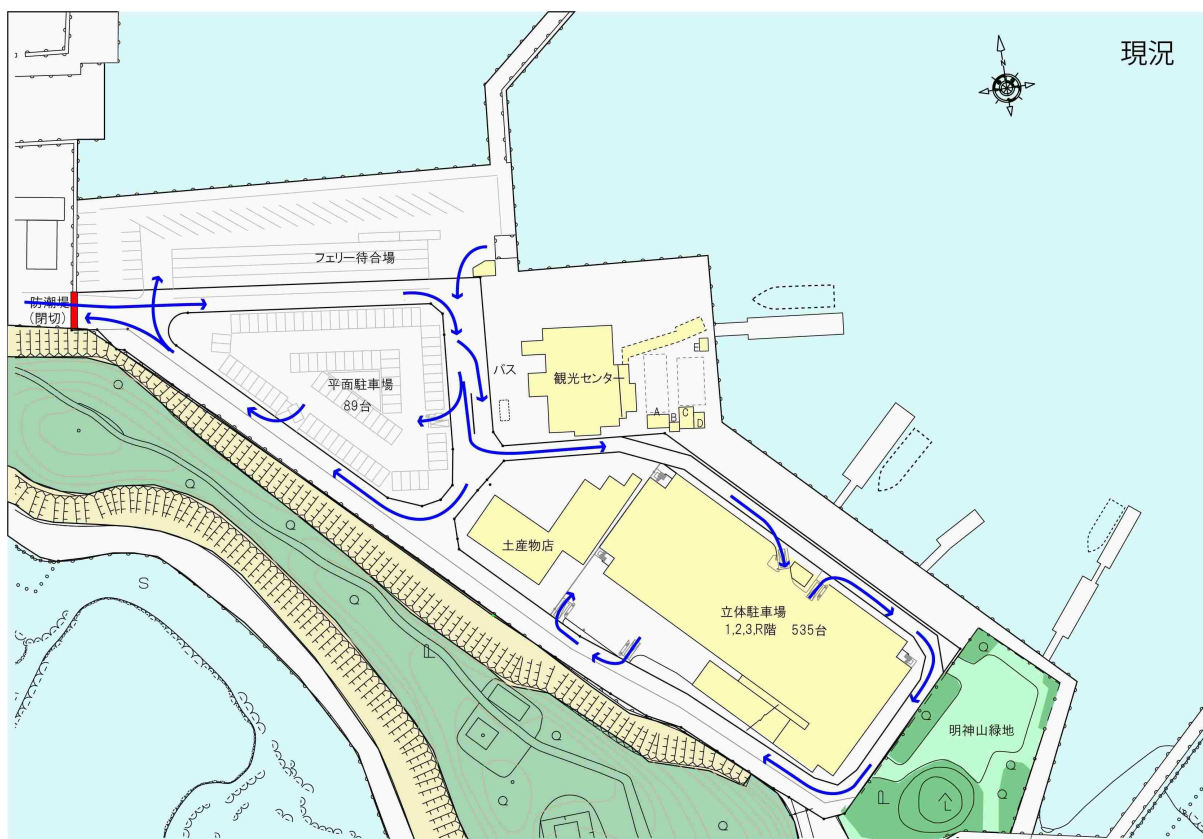 現況
N
フェリー待合場
防潮堤
(閉切)
バス
観光センター
E
平面駐車場
89台
A
B
C
D
土産物店
立体駐車場
1,2,3,R階 535台
明神山緑地